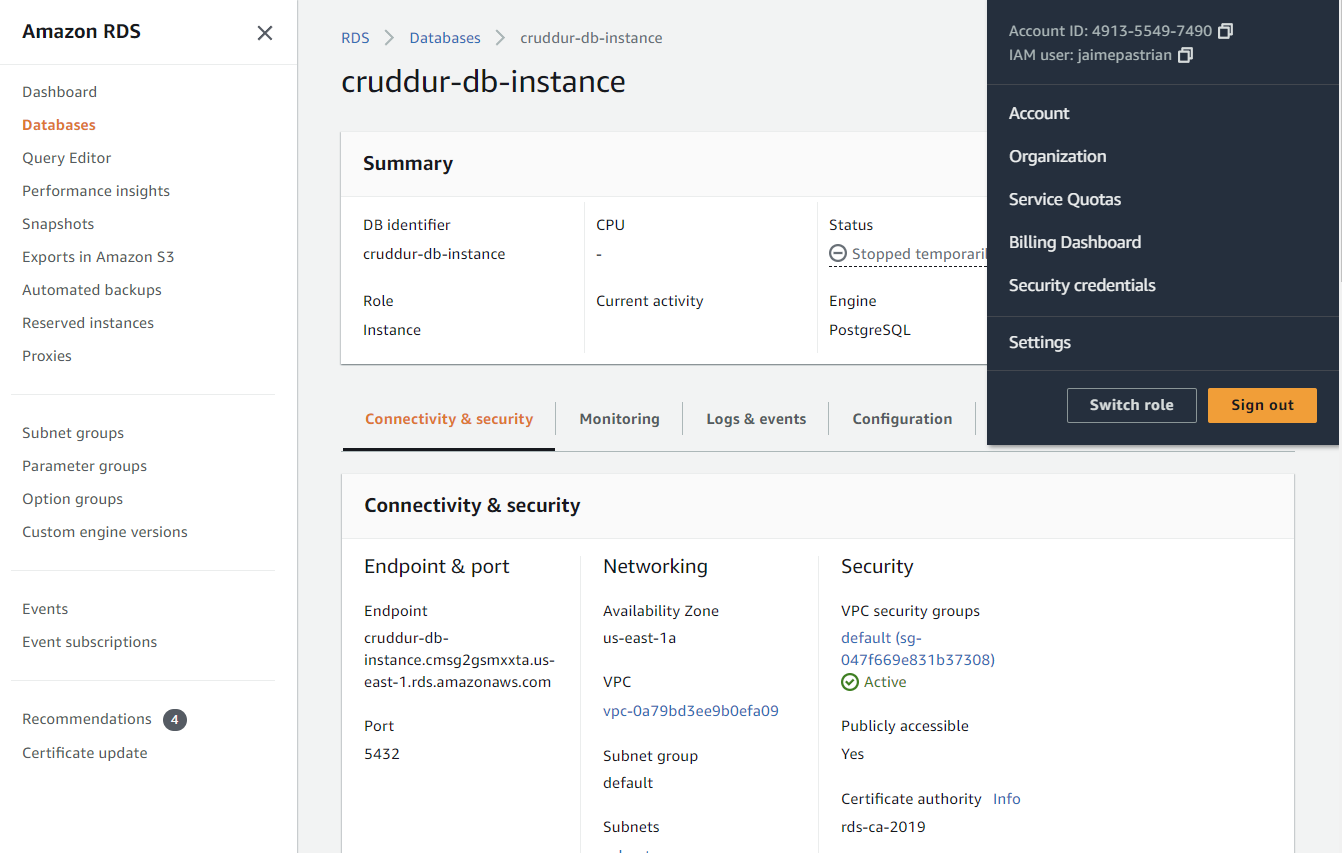 Amazon RDS
Dashboard
Databases
Query Editor
Performance insights
Snapshots
Exports in Amazon S3
Automated backups
Reserved instances
Proxies
Subnet groups
Parameter groups
Option groups
Custom engine versions
Events
Event subscriptions
Recommendations 4
Certificate update
RDS > Databases > cruddur-db-instance
cruddur-db-instance
Summary
DB identifier
cruddur-db-instance
CPU
-
Status
Stopped temporaril
Role
Instance
Current activity
Engine
PostgreSQL
Connectivity & security
Monitoring
Logs & events
Configuration
Connectivity & security
Endpoint & port
Endpoint
cruddur-db-
instance.cmsg2gsmxxta.us-
east-1.rds.amazonaws.com
Port
5432
Networking
Availability Zone
us-east-1a
VPC
vpc-0a79bd3ee9b0efa09
Subnet group
default
Subnets
Security
VPC security groups
default (sg-
047f669e831b37308)
Active
Publicly accessible
Yes
Certificate authority Info
rds-ca-2019
Account ID: 4913-5549-7490
IAM user: jaimepastrian
Account
Organization
Service Quotas
Billing Dashboard
Security credentials
Settings
Switch role
Sign out